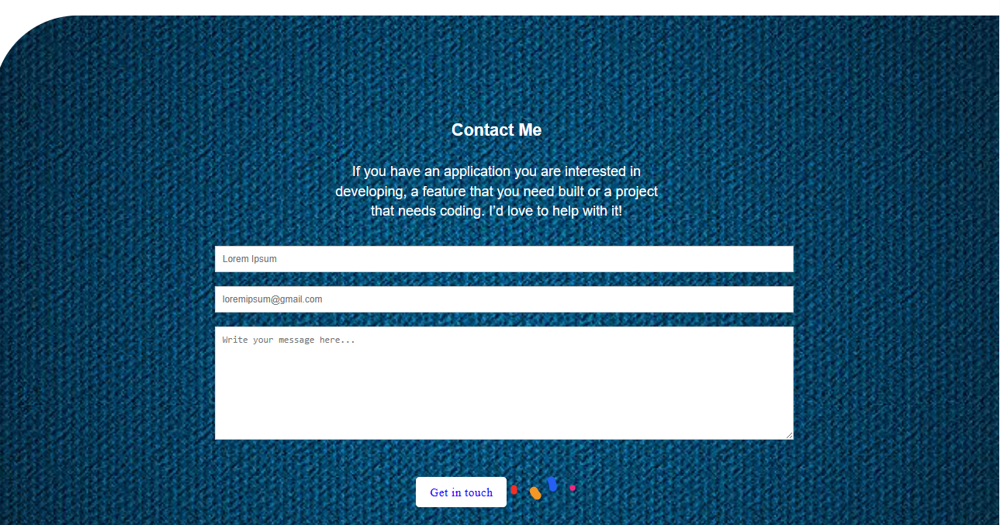 Contact Me
If you have an application you are interested in
developing, a feature that you need built or a project
that needs coding. I’d love to help with it!
Lorem Ipsum
loremipsum@gmail.com
Write your message here...
Get in touch